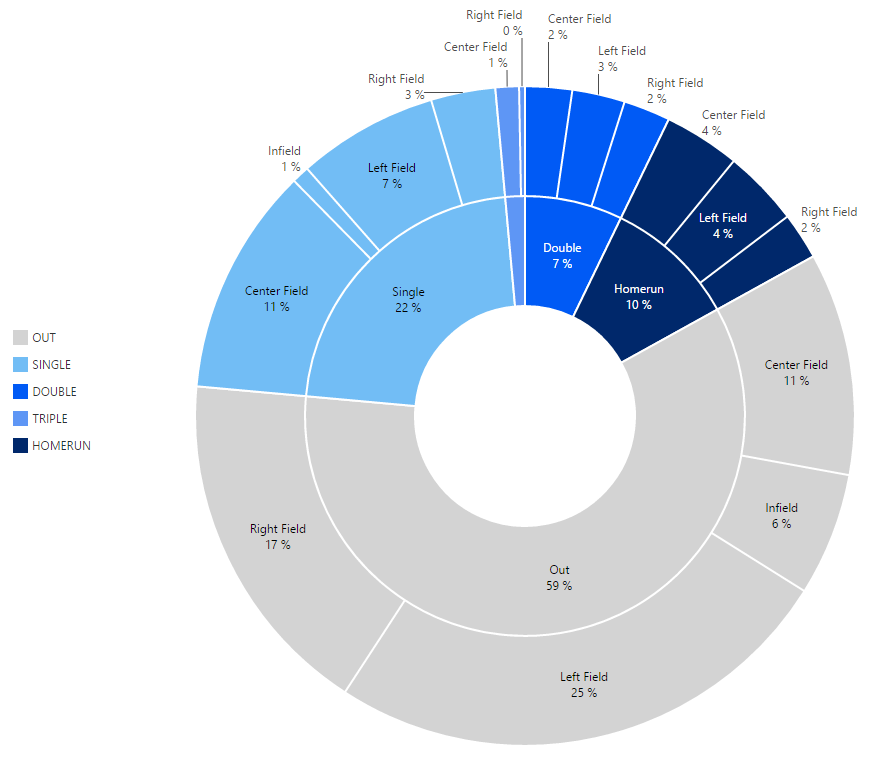 Right Field
0 %
Center Field
2 %
Center Field
1 %
Left Field
3 %
Right Field
3 %
Right Field
2 %
Center Field
4 %
Infield
1 %
Left Field
7 %
Left Field
4 %
Right Field
2 %
Double
7 %
Center Field
11 %
Single
22 %
Homerun
10 %
OUT
SINGLE
DOUBLE
TRIPLE
HOMERUN
Center Field
11 %
Infield
6 %
Right Field
17 %
Out
59 %
Left Field
25 %